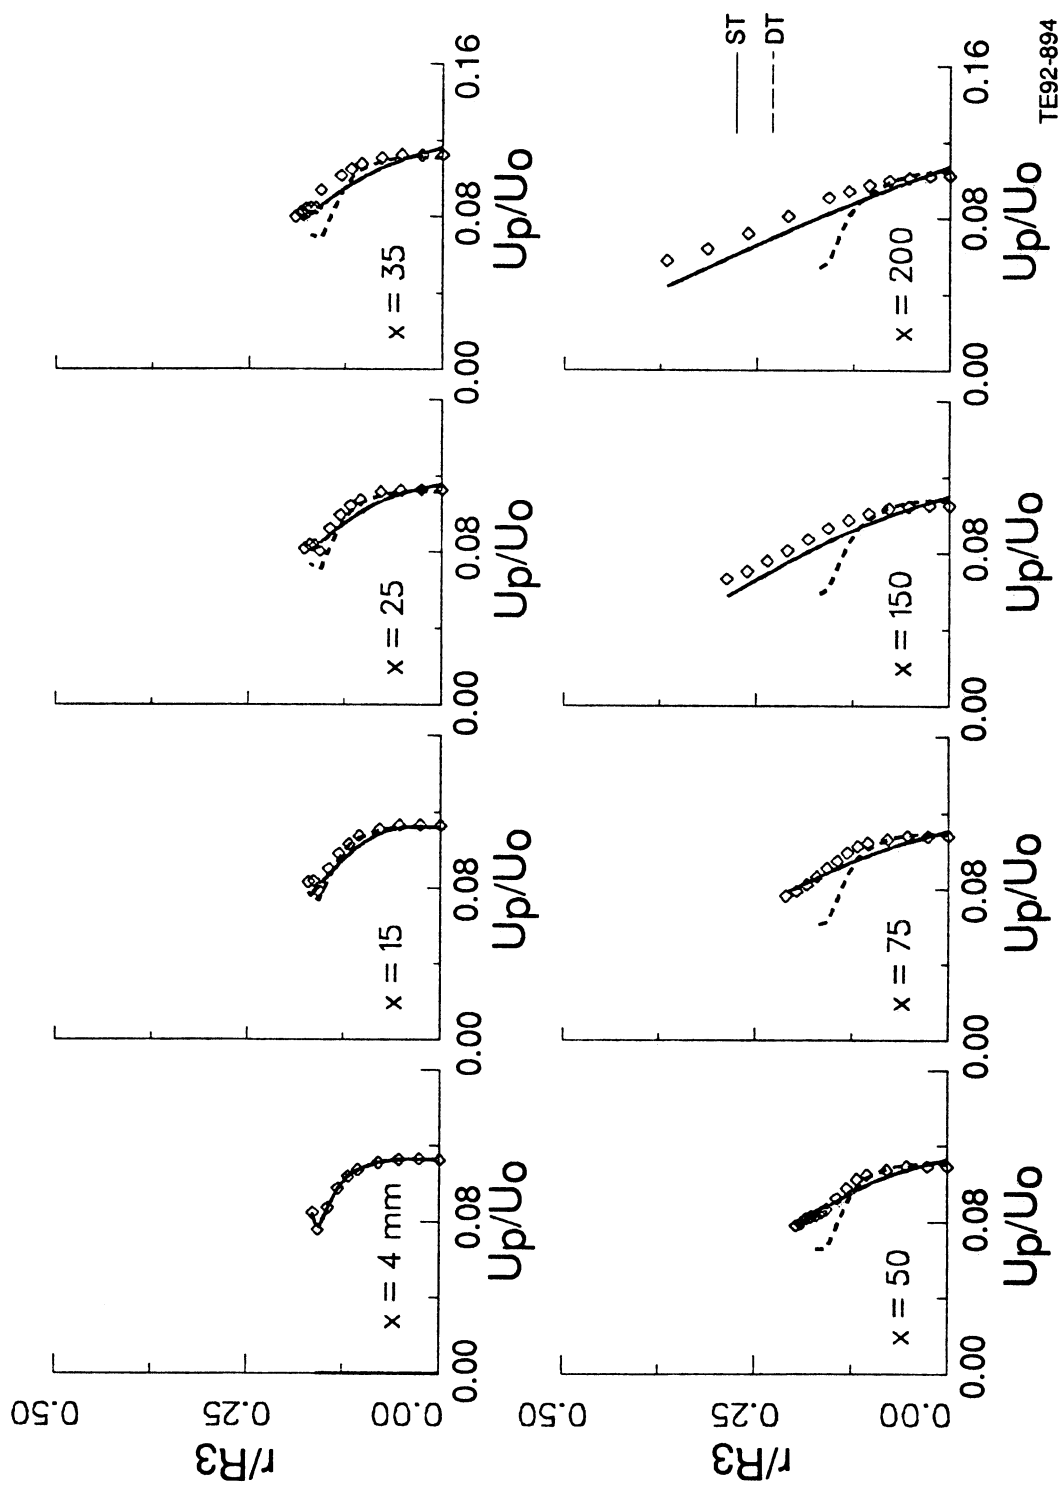 r/R3
0.50
0.25
0.00
x = 4 mm
x = 15
x = 25
x = 35
0.00
0.08
0.00
0.08
0.00
0.08
0.00
0.08
0.16
Up/Uo
Up/Uo
Up/Uo
Up/Uo
ST
DT
r/R3
0.50
0.25
0.00
x = 50
x = 75
x = 150
x = 200
0.00
0.08
0.00
0.08
0.00
0.08
0.00
0.08
0.16
Up/Uo
Up/Uo
Up/Uo
Up/Uo
TE92-894